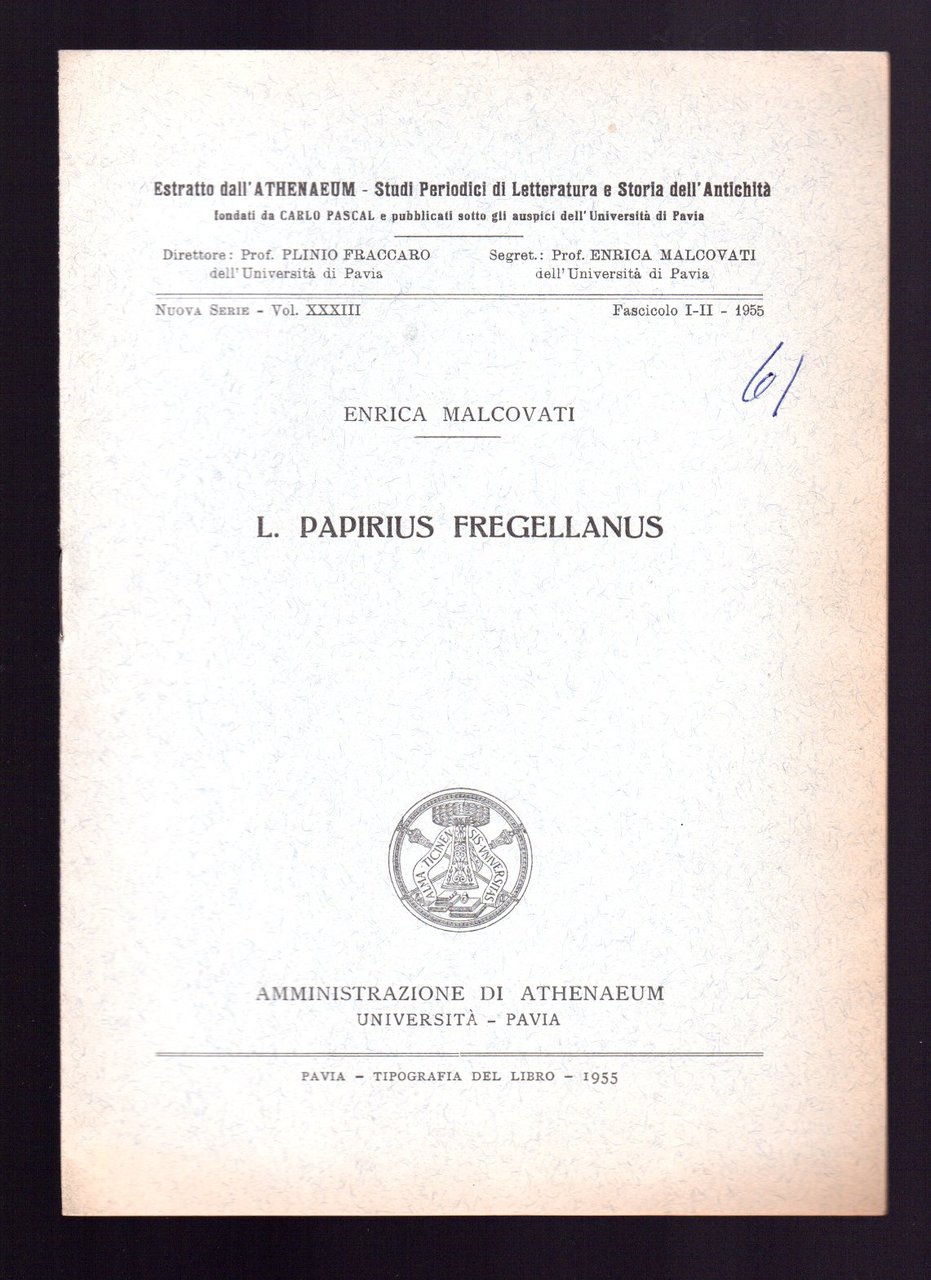 Estratto dall'ATHENAEUM - Studi Periodici di Letteratura e Storia dell'Antichità
fondati da CARLO PASCAL e pubblicati sotto gli auspici dell'Università di Pavia
Direttore: Prof. PLINIO FRACCARO
dell'Università di Pavia
Segret.: Prof. ENRICA MALCOVATI
dell'Università di Pavia
NUOVA SERIE - Vol. XXXIII
Fascicolo I-II - 1955
61
ENRICA MALCOVATI
L. PAPIRIUS FREGELLANUS
ALMA TICINENSIS UNIVERSITAS
AMMINISTRAZIONE DI ATHENAEUM
UNIVERSITÀ - PAVIA
PAVIA - TIPOGRAFIA DEL LIBRO - 1955